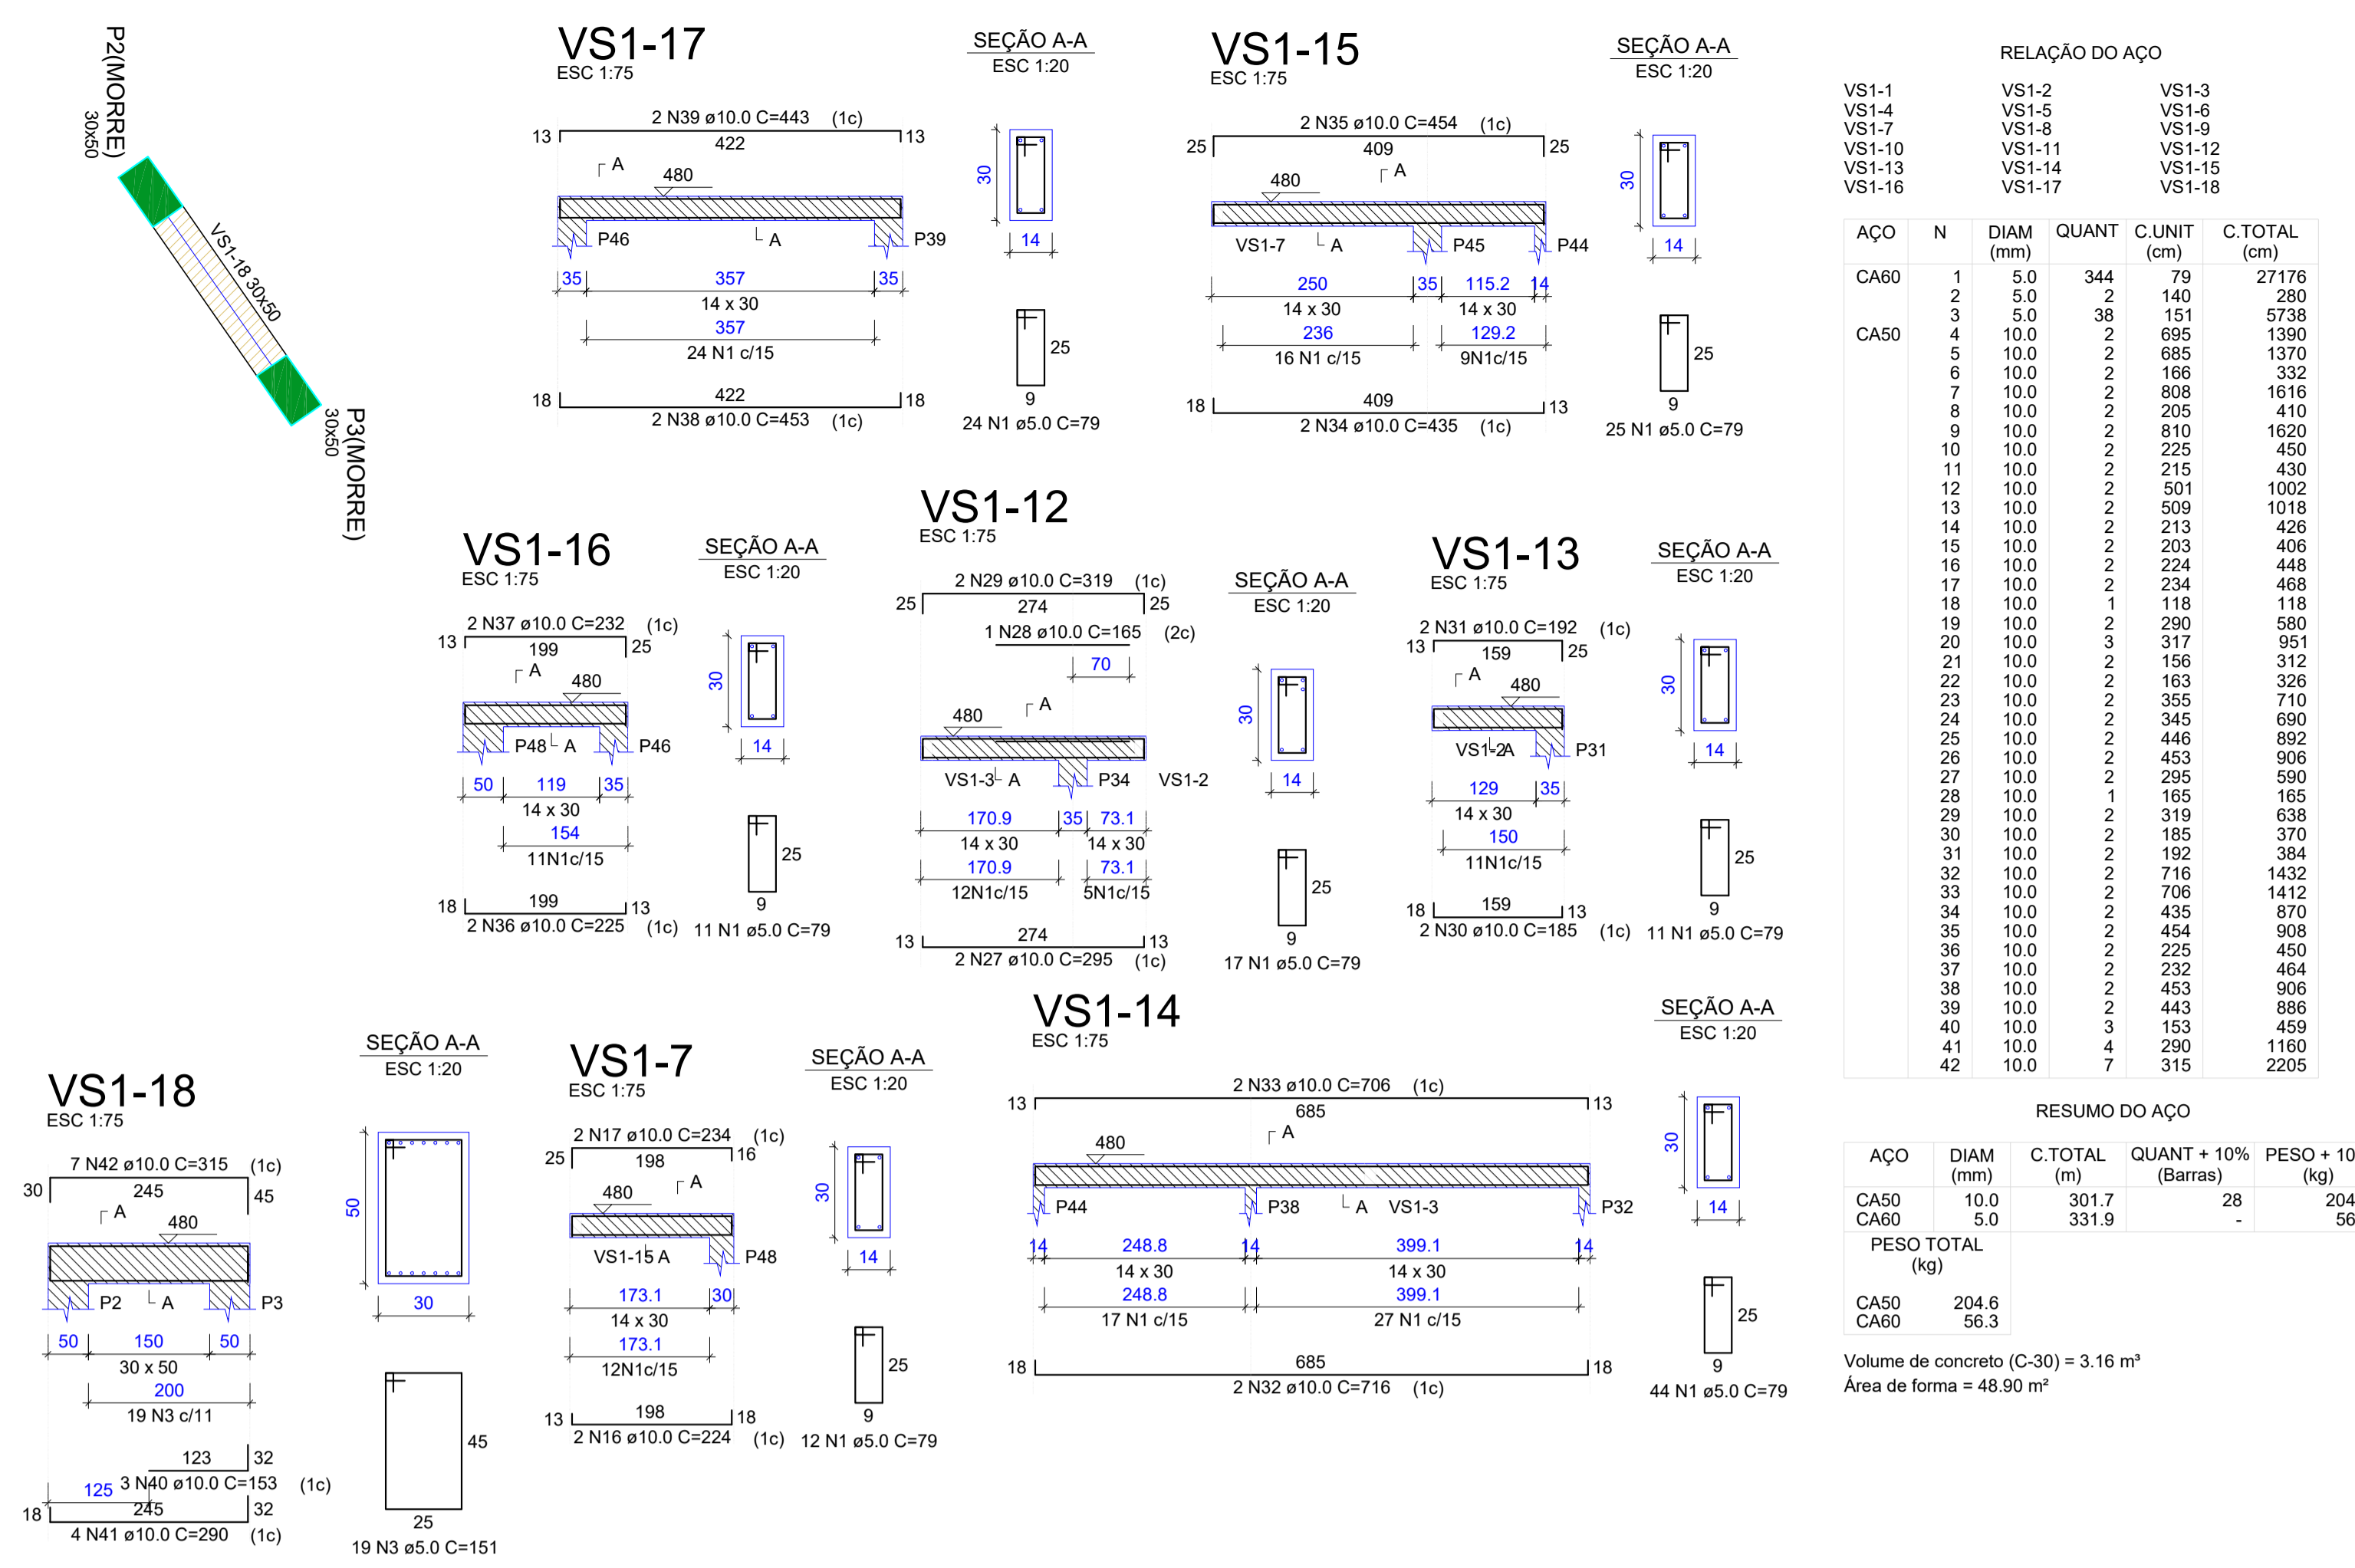 P2(MORRE)
30x50
VS1-18 30x50
P3(MORRE)
30x50
VS1-17
ESC 1:75
2 N39 ø10.0 C=443 (1c)
13 422 13
A
480
P46 A P39
35 357 35
14 x 30
357
24 N1 c/15
18 422 18
2 N38 ø10.0 C=453 (1c)
SEÇÃO A-A
ESC 1:20
30
14
25
9
24 N1 ø5.0 C=79
VS1-15
ESC 1:75
2 N35 ø10.0 C=454 (1c)
25 409 25
A
480
VS1-7 A P45 P44
250 35 115.2 14
14 x 30 14 x 30
236 129.2
16 N1 c/15 9N1c/15
18 409 13
2 N34 ø10.0 C=435 (1c)
SEÇÃO A-A
ESC 1:20
30
14
25
9
25 N1 ø5.0 C=79
VS1-16
ESC 1:75
2 N37 ø10.0 C=232 (1c)
13 199 25
A
480
P48 A P46
50 119 35
14 x 30
154
11N1c/15
18 199 13
2 N36 ø10.0 C=225 (1c)
SEÇÃO A-A
ESC 1:20
30
14
25
9
11 N1 ø5.0 C=79
VS1-12
ESC 1:75
2 N29 ø10.0 C=319 (1c)
25 274 25
1 N28 ø10.0 C=165 (2c)
70
A
480
VS1-3 A P34 VS1-2
170.9 35 73.1
14 x 30 14 x 30
170.9 73.1
12N1c/15 5N1c/15
13 274 13
2 N27 ø10.0 C=295 (1c)
SEÇÃO A-A
ESC 1:20
30
14
25
9
17 N1 ø5.0 C=79
VS1-13
ESC 1:75
2 N31 ø10.0 C=192 (1c)
13 159 25
A
480
VS1-2 A P31
129 35
14 x 30
150
11N1c/15
18 159 13
2 N30 ø10.0 C=185 (1c)
SEÇÃO A-A
ESC 1:20
30
14
25
9
11 N1 ø5.0 C=79
VS1-18
ESC 1:75
7 N42 ø10.0 C=315 (1c)
30 245 45
A
480
P2 A P3
50 150 50
30 x 50
200
19 N3 c/11
123 32
3 N40 ø10.0 C=153 (1c)
125
18 245 32
4 N41 ø10.0 C=290 (1c)
SEÇÃO A-A
ESC 1:20
50
30
45
25
19 N3 ø5.0 C=151
VS1-7
ESC 1:75
2 N17 ø10.0 C=234 (1c)
25 198 16
A
480
VS1-15 A P48
173.1 30
14 x 30
173.1
12N1c/15
13 198 18
2 N16 ø10.0 C=224 (1c)
SEÇÃO A-A
ESC 1:20
30
14
25
9
12 N1 ø5.0 C=79
VS1-14
ESC 1:75
2 N33 ø10.0 C=706 (1c)
13 685 13
A
480
P44 P38 A VS1-3 P32
14 248.8 14 399.1 14
14 x 30 14 x 30
248.8 399.1
17 N1 c/15 27 N1 c/15
18 685 18
2 N32 ø10.0 C=716 (1c)
SEÇÃO A-A
ESC 1:20
30
14
25
9
44 N1 ø5.0 C=79
RELAÇÃO DO AÇO
VS1-1 VS1-2 VS1-3
VS1-4 VS1-5 VS1-6
VS1-7 VS1-8 VS1-9
VS1-10 VS1-11 VS1-12
VS1-13 VS1-14 VS1-15
VS1-16 VS1-17 VS1-18
AÇO N DIAM QUANT C.UNIT C.TOTAL
(mm) (cm) (cm)
CA60 1 5.0 344 79 27176
2 5.0 2 140 280
3 5.0 38 151 5738
CA50 4 10.0 2 695 1390
5 10.0 2 685 1370
6 10.0 2 166 332
7 10.0 2 808 1616
8 10.0 2 205 410
9 10.0 2 810 1620
10 10.0 2 225 450
11 10.0 2 215 430
12 10.0 2 501 1002
13 10.0 2 509 1018
14 10.0 2 213 426
15 10.0 2 203 406
16 10.0 2 224 448
17 10.0 2 234 468
18 10.0 1 118 118
19 10.0 2 290 580
20 10.0 3 317 951
21 10.0 2 156 312
22 10.0 2 163 326
23 10.0 2 355 710
24 10.0 2 345 690
25 10.0 2 446 892
26 10.0 2 453 906
27 10.0 2 295 590
28 10.0 1 165 165
29 10.0 2 319 638
30 10.0 2 185 370
31 10.0 2 192 384
32 10.0 2 716 1432
33 10.0 2 706 1412
34 10.0 2 435 870
35 10.0 2 454 908
36 10.0 2 225 450
37 10.0 2 232 464
38 10.0 2 453 906
39 10.0 2 443 886
40 10.0 3 153 459
41 10.0 4 290 1160
42 10.0 7 315 2205
RESUMO DO AÇO
AÇO DIAM C.TOTAL QUANT + 10% PESO + 10
(mm) (m) (Barras) (kg)
CA50 10.0 301.7 28 204
CA60 5.0 331.9 - 56
PESO TOTAL
(kg)
CA50 204.6
CA60 56.3
Volume de concreto (C-30) = 3.16 m³
Área de forma = 48.90 m²